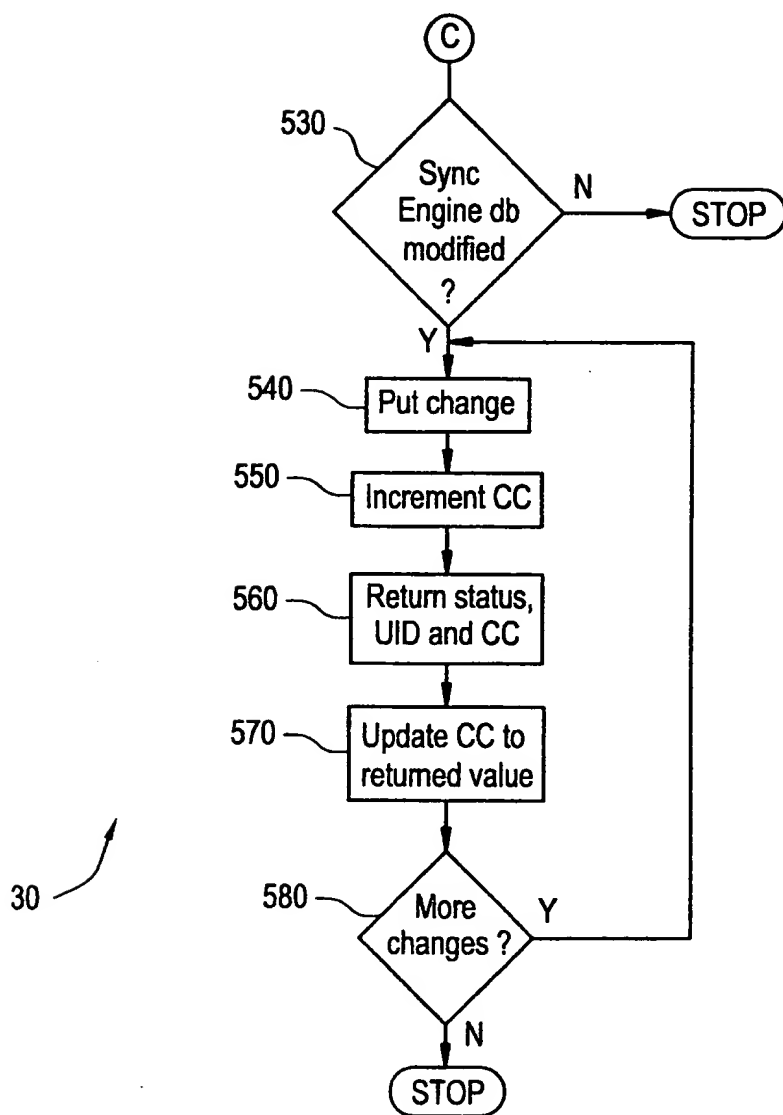 C
530
Sync
Engine db
modified
?
N
STOP
Y
540
Put change
550
Increment CC
560
Return status,
UID and CC
570
Update CC to
returned value
30
580
More
changes ?
Y
N
STOP